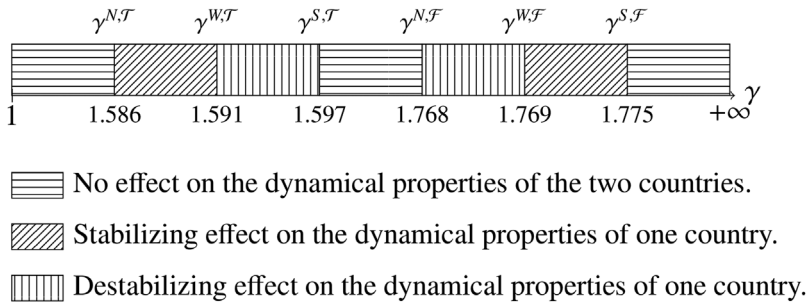 γ^{N,𝒯} γ^{W,𝒯} γ^{S,𝒯} γ^{N,ℱ} γ^{W,ℱ} γ^{S,ℱ}
γ
1 1.586 1.591 1.597 1.768 1.769 1.775 +∞
No effect on the dynamical properties of the two countries.
Stabilizing effect on the dynamical properties of one country.
Destabilizing effect on the dynamical properties of one country.